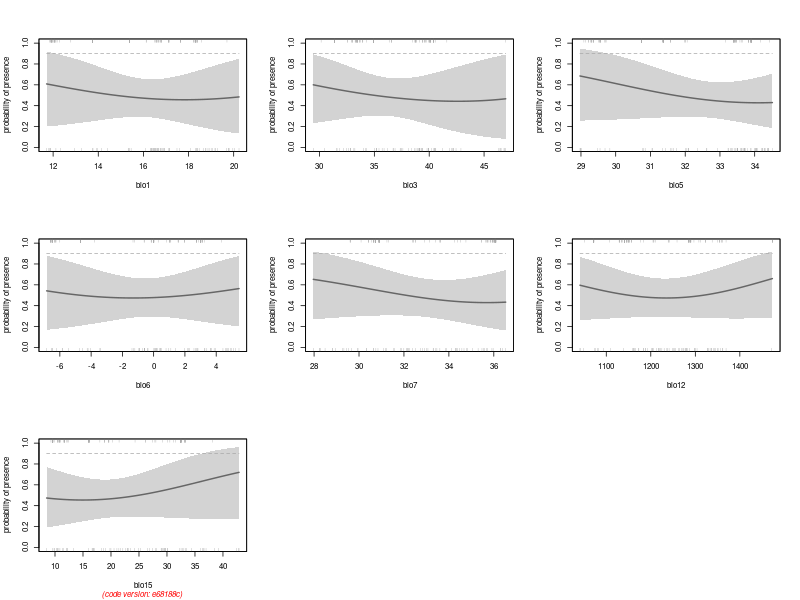 probability of presence
0.0 0.2 0.4 0.6 0.8 1.0
12 14 16 18 20
bio1
probability of presence
0.0 0.2 0.4 0.6 0.8 1.0
30 35 40 45
bio3
probability of presence
0.0 0.2 0.4 0.6 0.8 1.0
29 30 31 32 33 34
bio5
probability of presence
0.0 0.2 0.4 0.6 0.8 1.0
-6 -4 -2 0 2 4
bio6
probability of presence
0.0 0.2 0.4 0.6 0.8 1.0
28 30 32 34 36
bio7
probability of presence
0.0 0.2 0.4 0.6 0.8 1.0
1100 1200 1300 1400
bio12
probability of presence
0.0 0.2 0.4 0.6 0.8 1.0
10 15 20 25 30 35 40
bio15
(code version: e68188c)